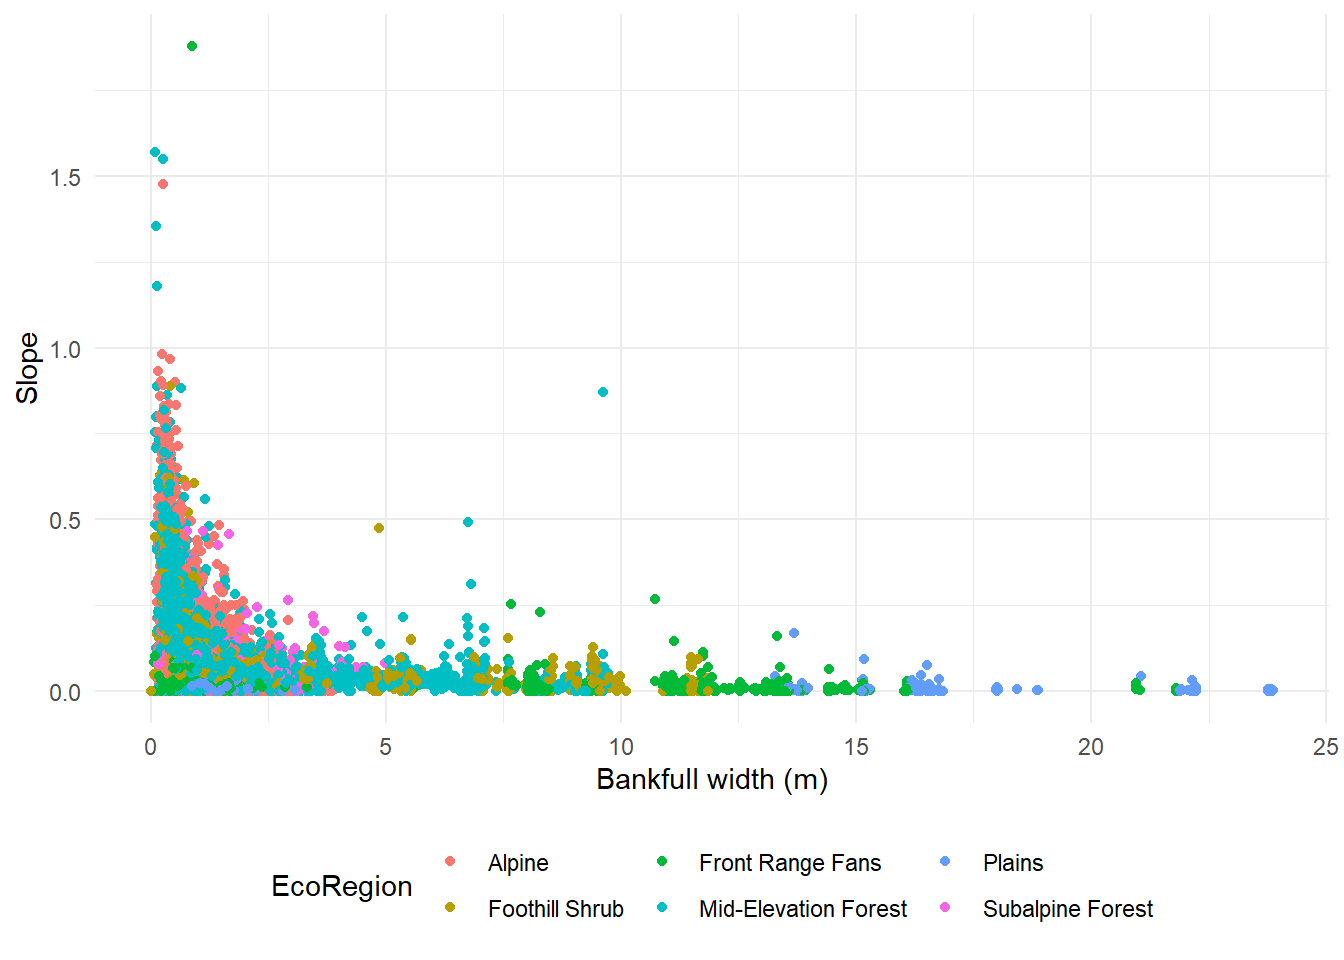 1.5
1.0
0.5
0.0
Slope
0 5 10 15 20 25
Bankfull width (m)
EcoRegion
Alpine Front Range Fans Plains
Foothill Shrub Mid-Elevation Forest Subalpine Forest